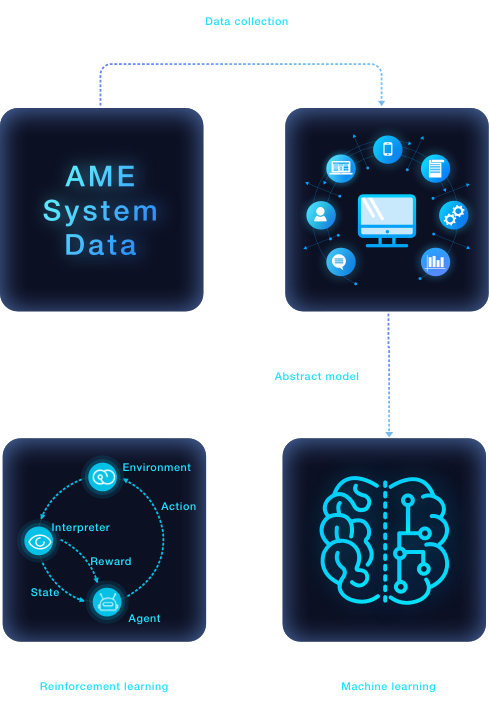 Data collection
AME
System
Data
Abstract model
Environment
Action
Interpreter
Reward
State
Agent
Reinforcement learning
Machine learning